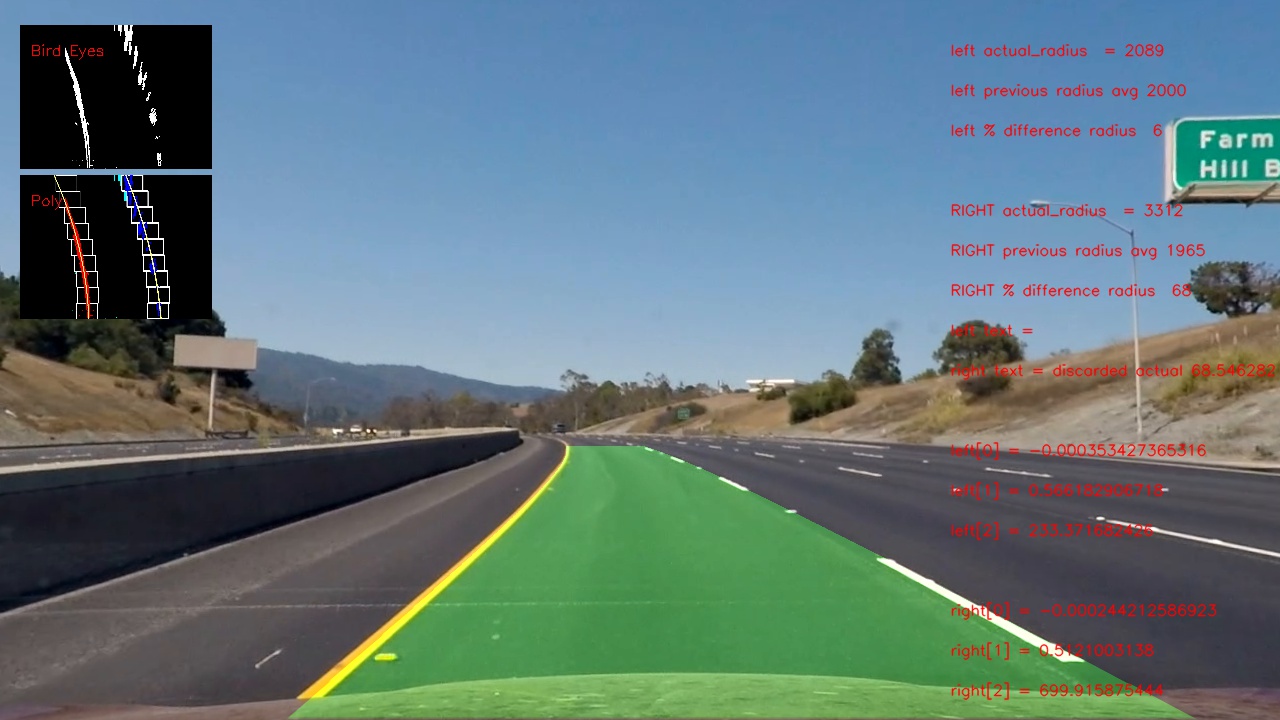 Bird Eyes
Poly
left actual_radius = 2089
left previous radius avg 2000
left % difference radius 6
Farm
Hill B
RIGHT actual_radius = 3312
RIGHT previous radius avg 1965
RIGHT % difference radius 68
left text =
right text = discarded actual 68.546283
left[0] = -0.000353427365316
left[1] = 0.566182906718
left[2] = 233.371682426
right[0] = -0.000244212586923
right[1] = 0.5121003138
right[2] = 699.915875444